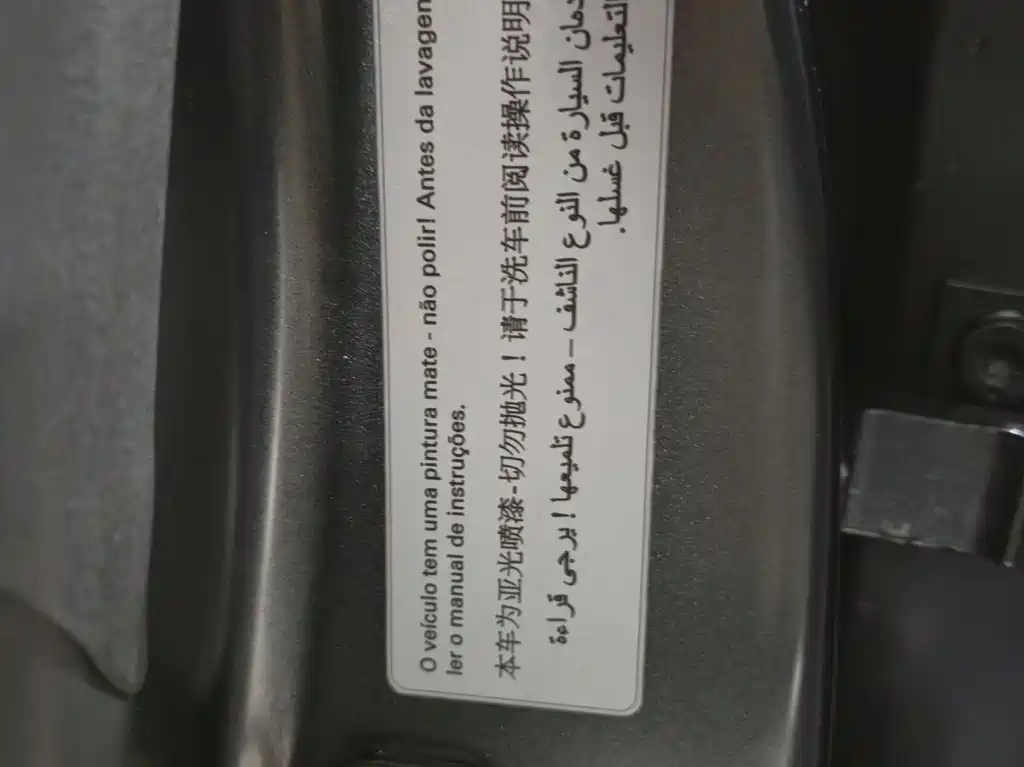 O veículo tem uma pintura mate - não polir! Antes da lavagem
ler o manual de instruções.
本车为亚光喷漆-切勿抛光！请于洗车前阅读操作说明
دهان السيارة من النوع الناشف – ممنوع تلميعها ! يرجى قراءة
التعليمات قبل غسلها.